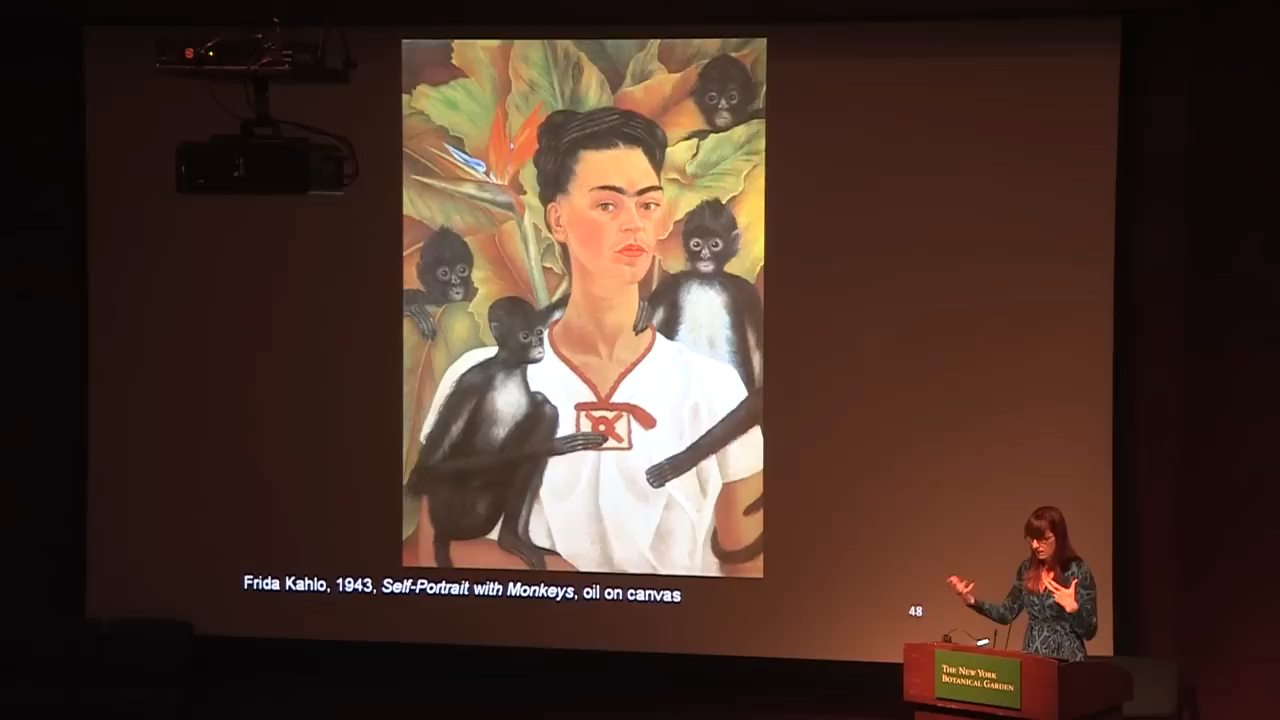 Frida Kahlo, 1943, Self-Portrait with Monkeys, oil on canvas
48
THE NEW YORK
BOTANICAL GARDEN